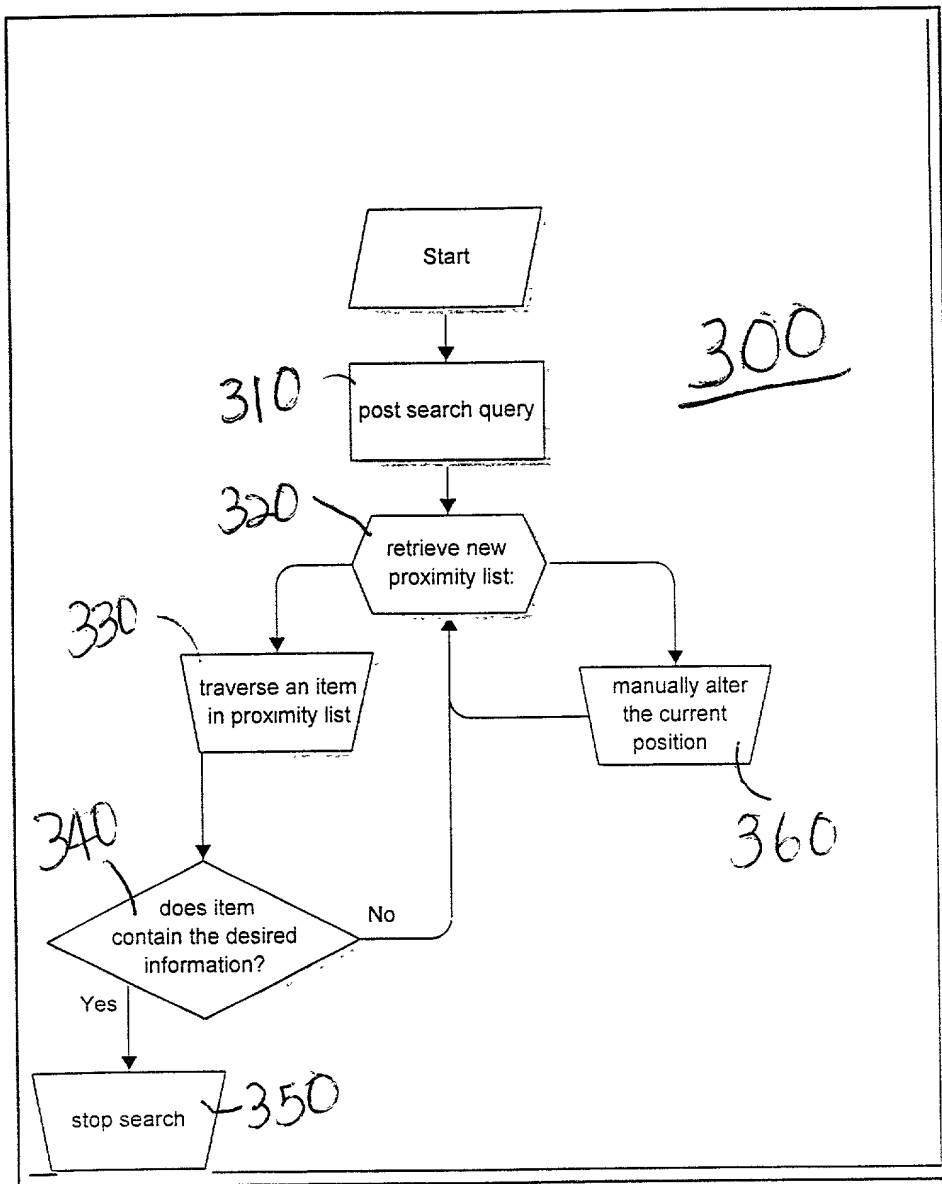 Start
300
310
post search query
320
retrieve new
proximity list:
330
traverse an item
in proximity list
manually alter
the current
position
360
340
does item
contain the desired
information?
No
Yes
stop search
350